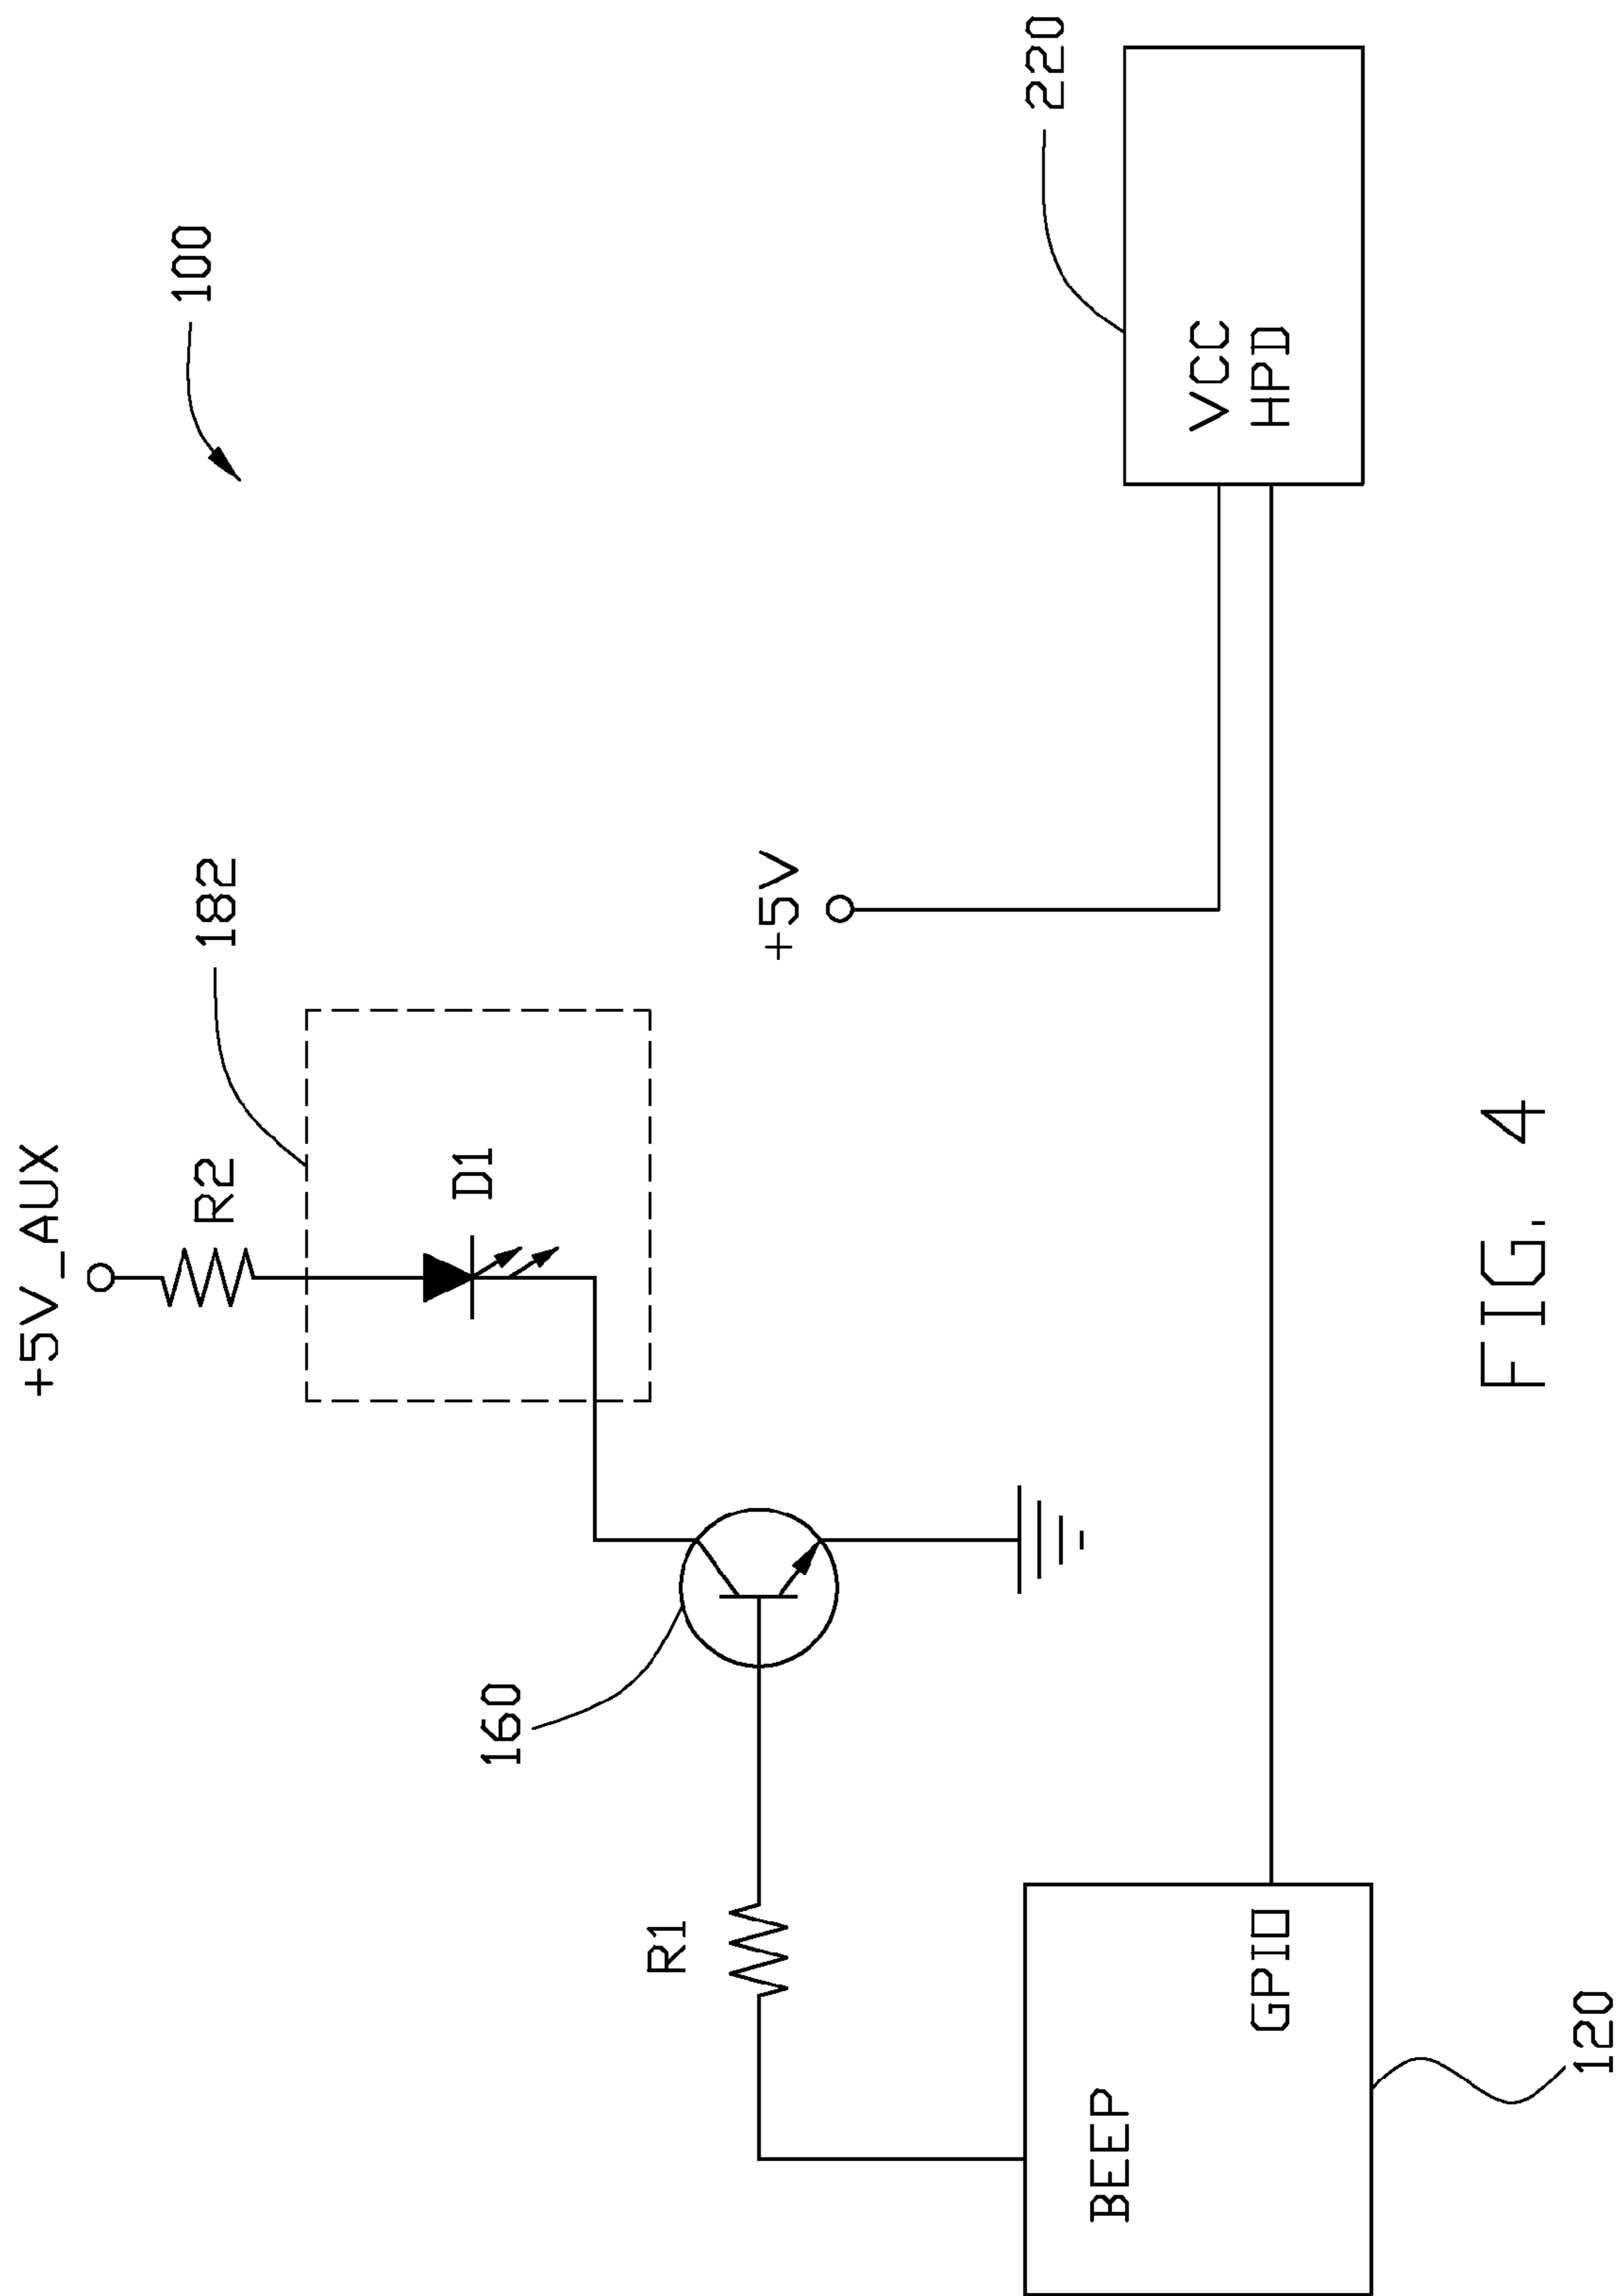 100
+5V_AUX
R2
182
D1
160
R1
+5V
220
VCC
HPD
BEEP
GPIO
120
FIG. 4